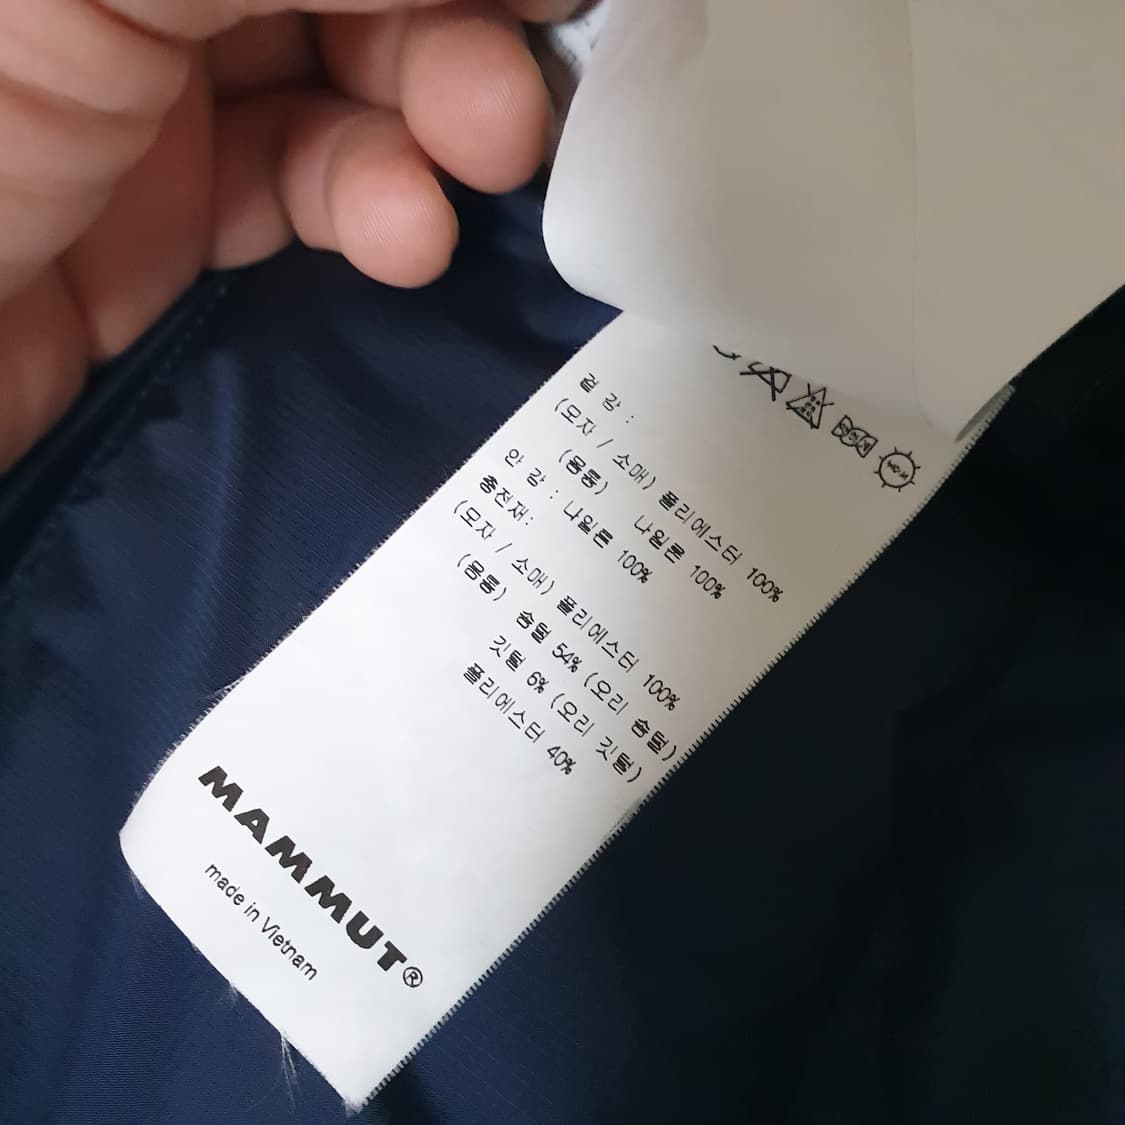 겉 감 :
(모자 / 소매) 폴리에스터 100%
(몸통) 나일론 100%
안 감 : 나일론 100%
충전재:
(모자 / 소매) 폴리에스터 100%
(몸통) 솜털 54% (오리 솜털)
깃털 6% (오리 깃털)
폴리에스터 40%
MAMMUT®
made in Vietnam